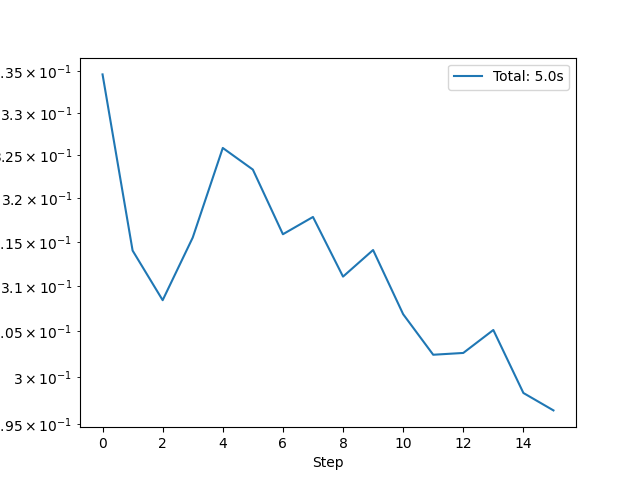 .35 × 10⁻¹
3.3 × 10⁻¹
.25 × 10⁻¹
3.2 × 10⁻¹
.15 × 10⁻¹
3.1 × 10⁻¹
.05 × 10⁻¹
3 × 10⁻¹
.95 × 10⁻¹
Total: 5.0s
0 2 4 6 8 10 12 14
Step